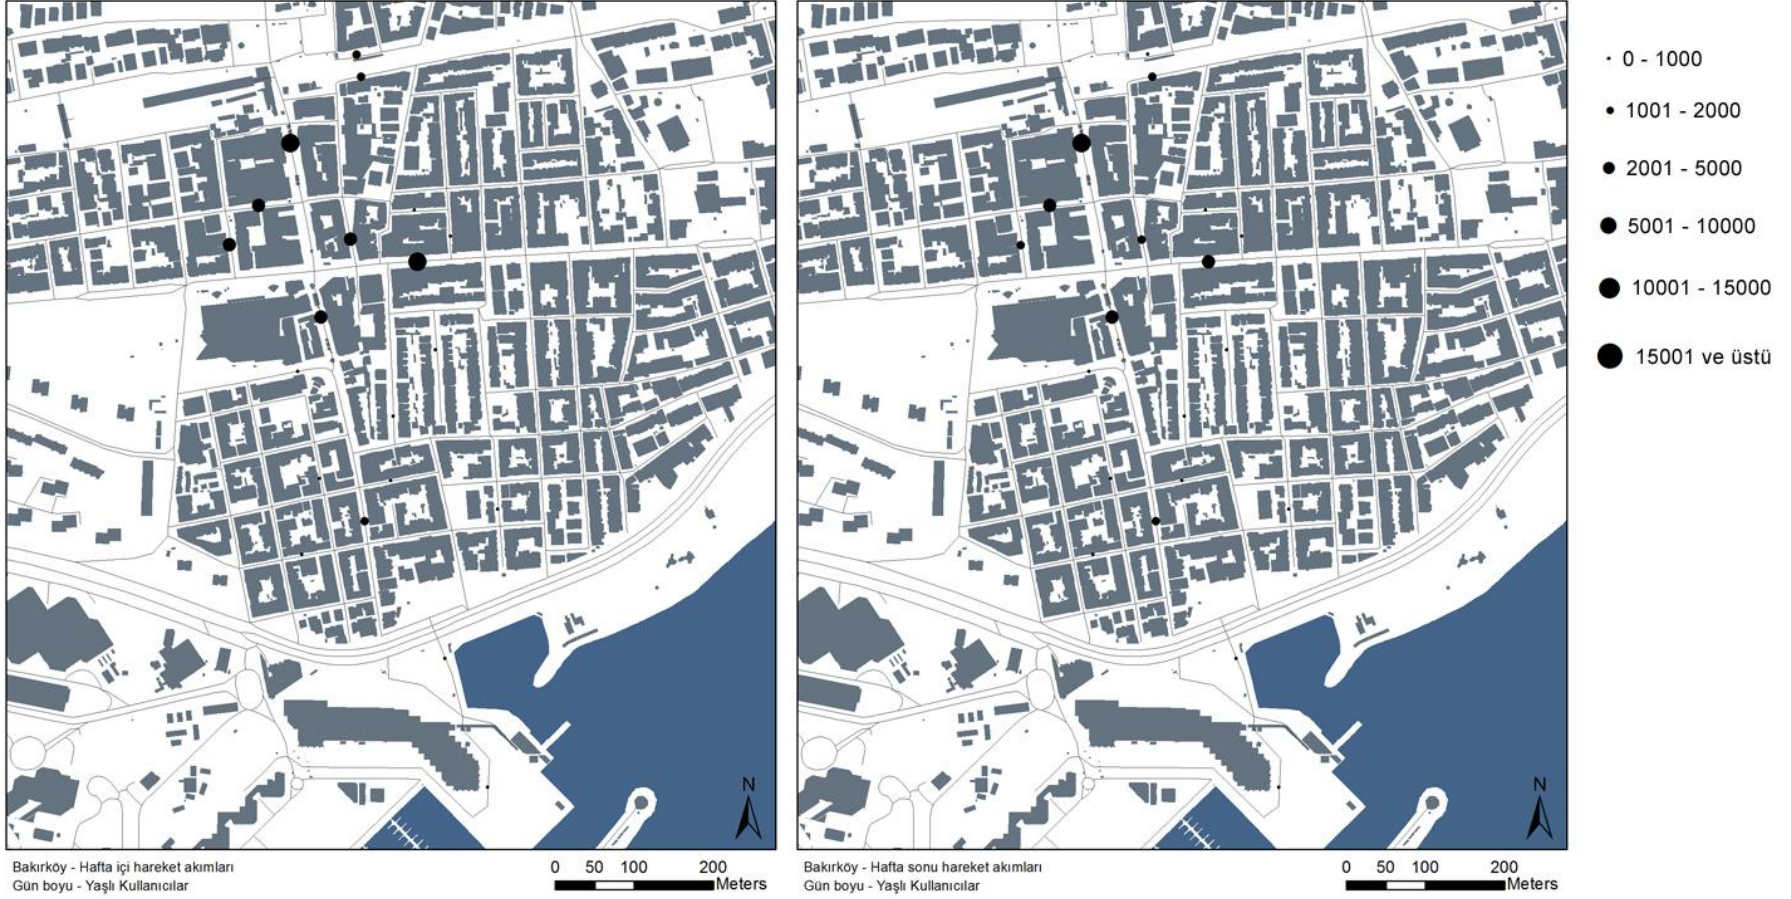 0 - 1000
1001 - 2000
2001 - 5000
5001 - 10000
10001 - 15000
15001 ve üstü
N
N
Bakırköy - Hafta içi hareket akımları
Gün boyu - Yaşlı Kullanıcılar
0 50 100 200
Meters
Bakırköy - Hafta sonu hareket akımları
Gün boyu - Yaşlı Kullanıcılar
0 50 100 200
Meters